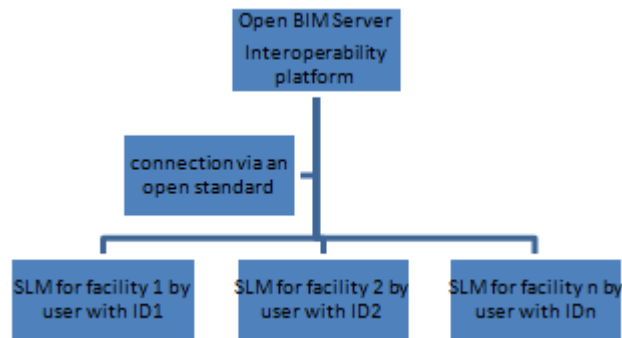 Open BIM Server
Interoperability
platform
connection via an
open standard
SLM for facility 1 by
user with ID1
SLM for facility 2 by
user with ID2
SLM for facility n by
user with IDn